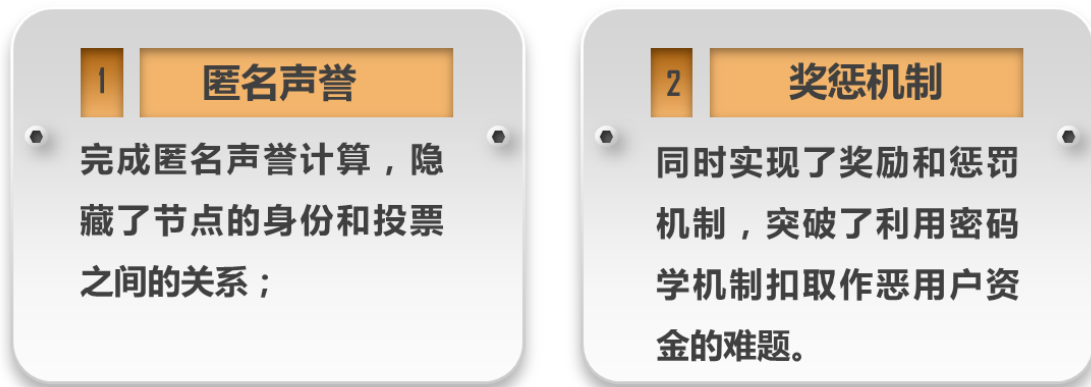 1 匿名声誉
完成匿名声誉计算，隐
藏了节点的身份和投票
之间的关系；
2 奖惩机制
同时实现了奖励和惩罚
机制，突破了利用密码
学机制扣取作恶用户资
金的难题。